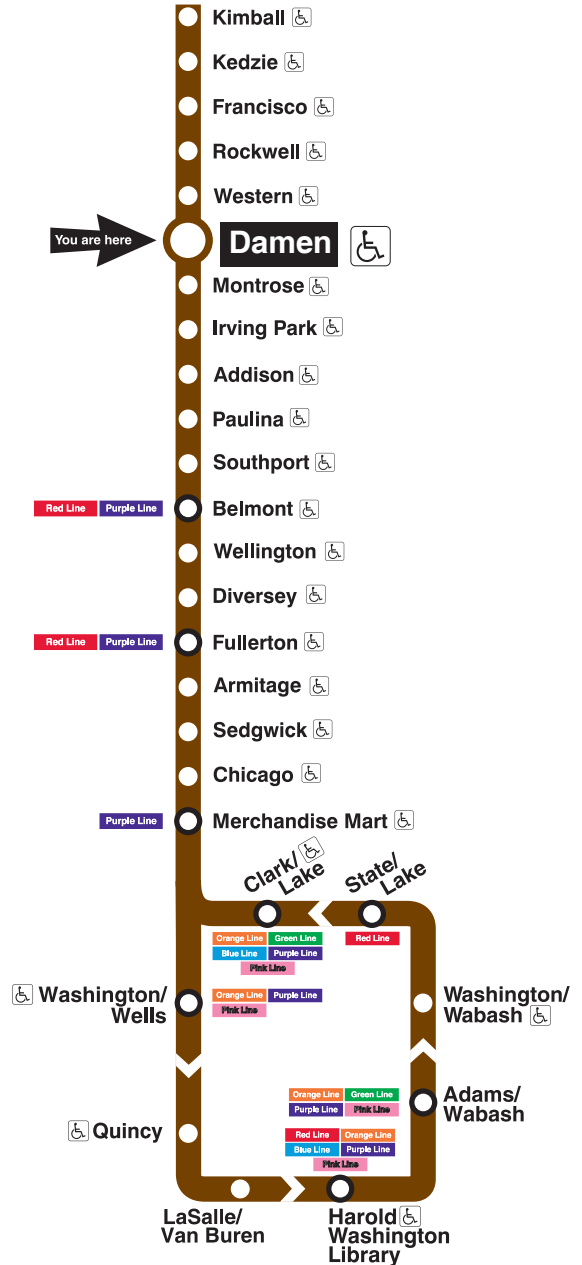 Kimball
Kedzie
Francisco
Rockwell
Western
You are here
Damen
Montrose
Irving Park
Addison
Paulina
Southport
Red Line Purple Line
Belmont
Wellington
Diversey
Red Line Purple Line
Fullerton
Armitage
Sedgwick
Chicago
Purple Line
Merchandise Mart
Clark/
Lake
State/
Lake
Orange Line Green Line
Blue Line Purple Line
Pink Line
Red Line
Washington/
Wells
Orange Line Purple Line
Pink Line
Washington/
Wabash
Orange Line Green Line
Purple Line Pink Line
Adams/
Wabash
Quincy
Red Line Orange Line
Blue Line Purple Line
Pink Line
LaSalle/
Van Buren
Harold
Washington
Library